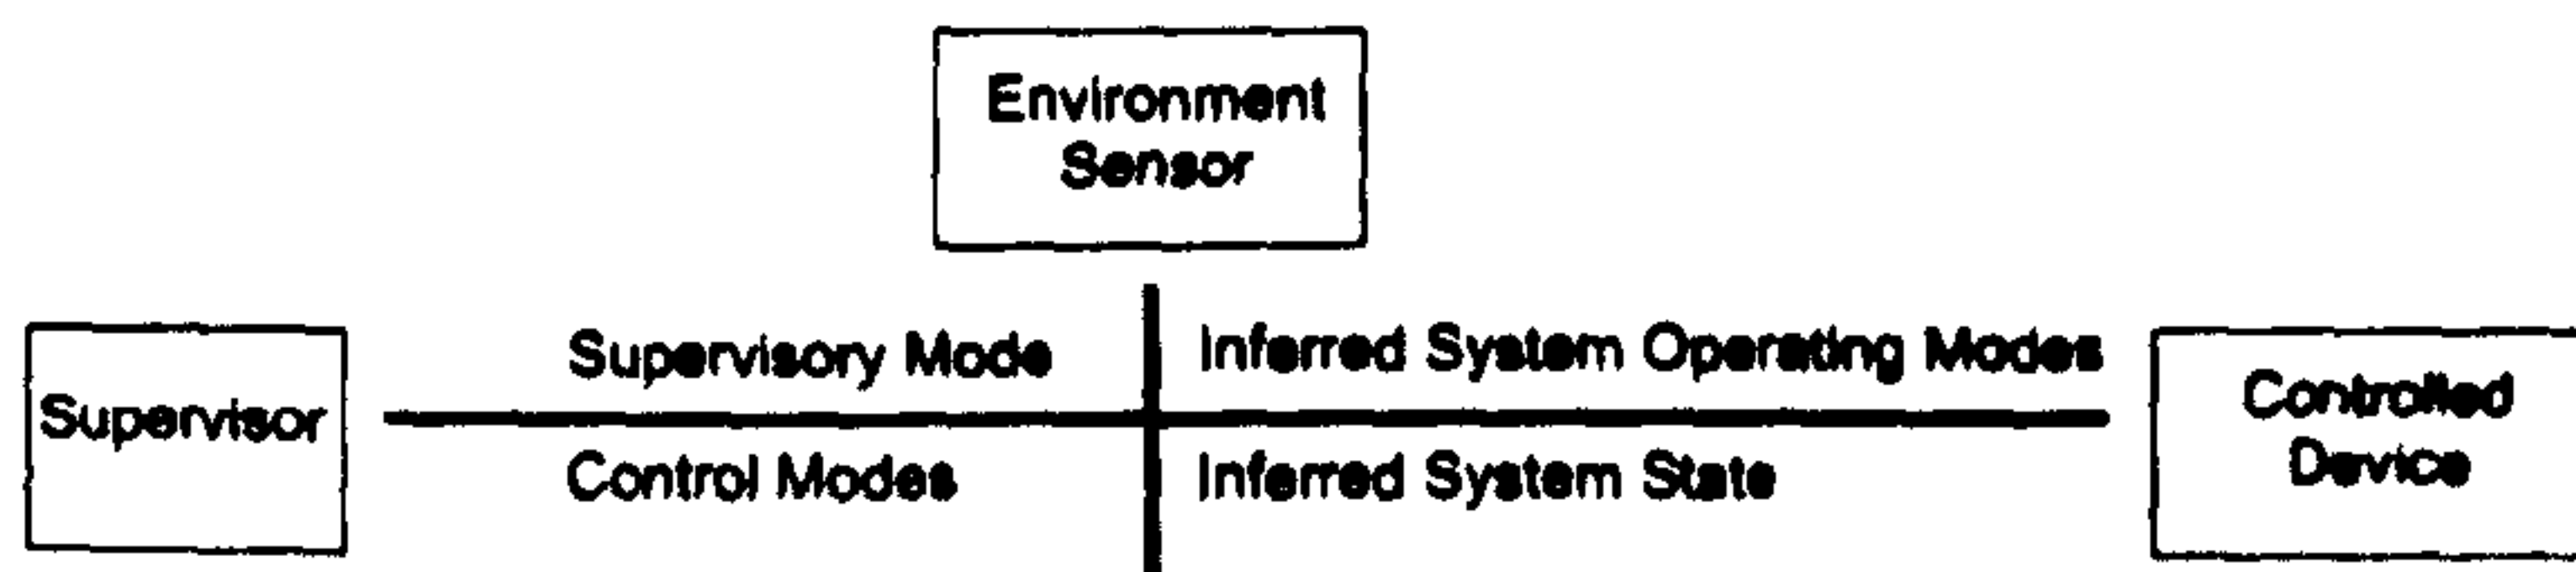 Environment
Sensor
Supervisory Mode
Inferred System Operating Modes
Supervisor
Controlled
Device
Control Modes
Inferred System State